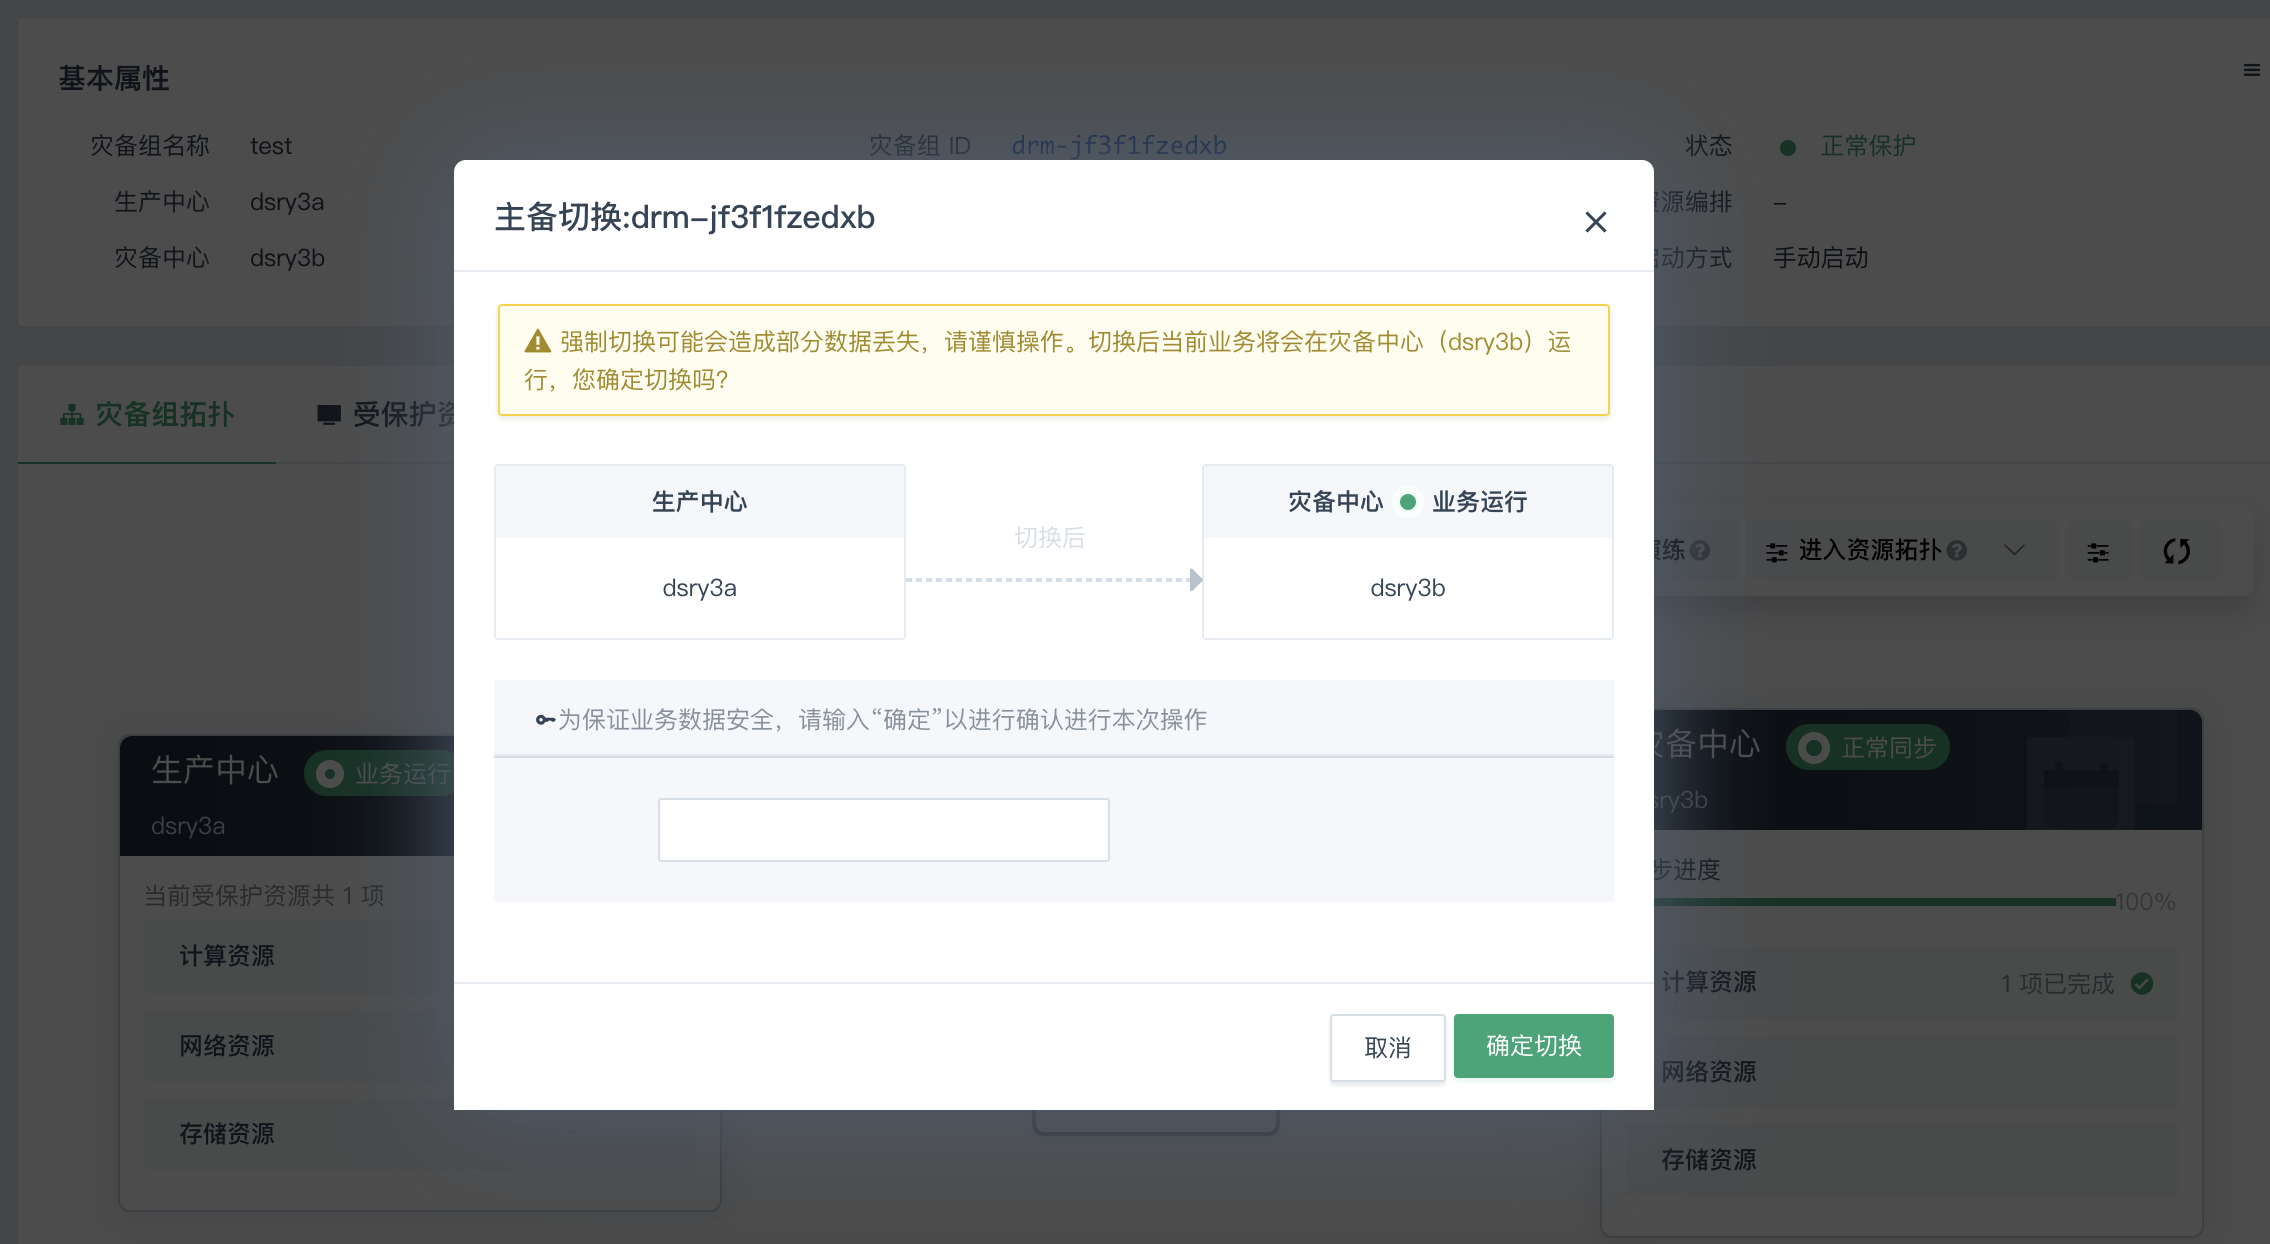 基本属性
灾备组名称 test
灾备组 ID drm-jf3f1fzedxb
状态 正常保护
生产中心 dsry3a
源编排 –
灾备中心 dsry3b
动方式 手动启动
主备切换:drm-jf3f1fzedxb
强制切换可能会造成部分数据丢失，请谨慎操作。切换后当前业务将会在灾备中心（dsry3b）运
行，您确定切换吗？
灾备组拓扑
受保护资
生产中心
切换后
灾备中心 业务运行
dsry3a
dsry3b
练
进入资源拓扑
为保证业务数据安全，请输入“确定”以进行确认进行本次操作
取消
确定切换
生产中心 业务运行
dsry3a
当前受保护资源共 1 项
计算资源
网络资源
存储资源
备中心 正常同步
sry3b
步进度
100%
计算资源 1 项已完成
网络资源
存储资源